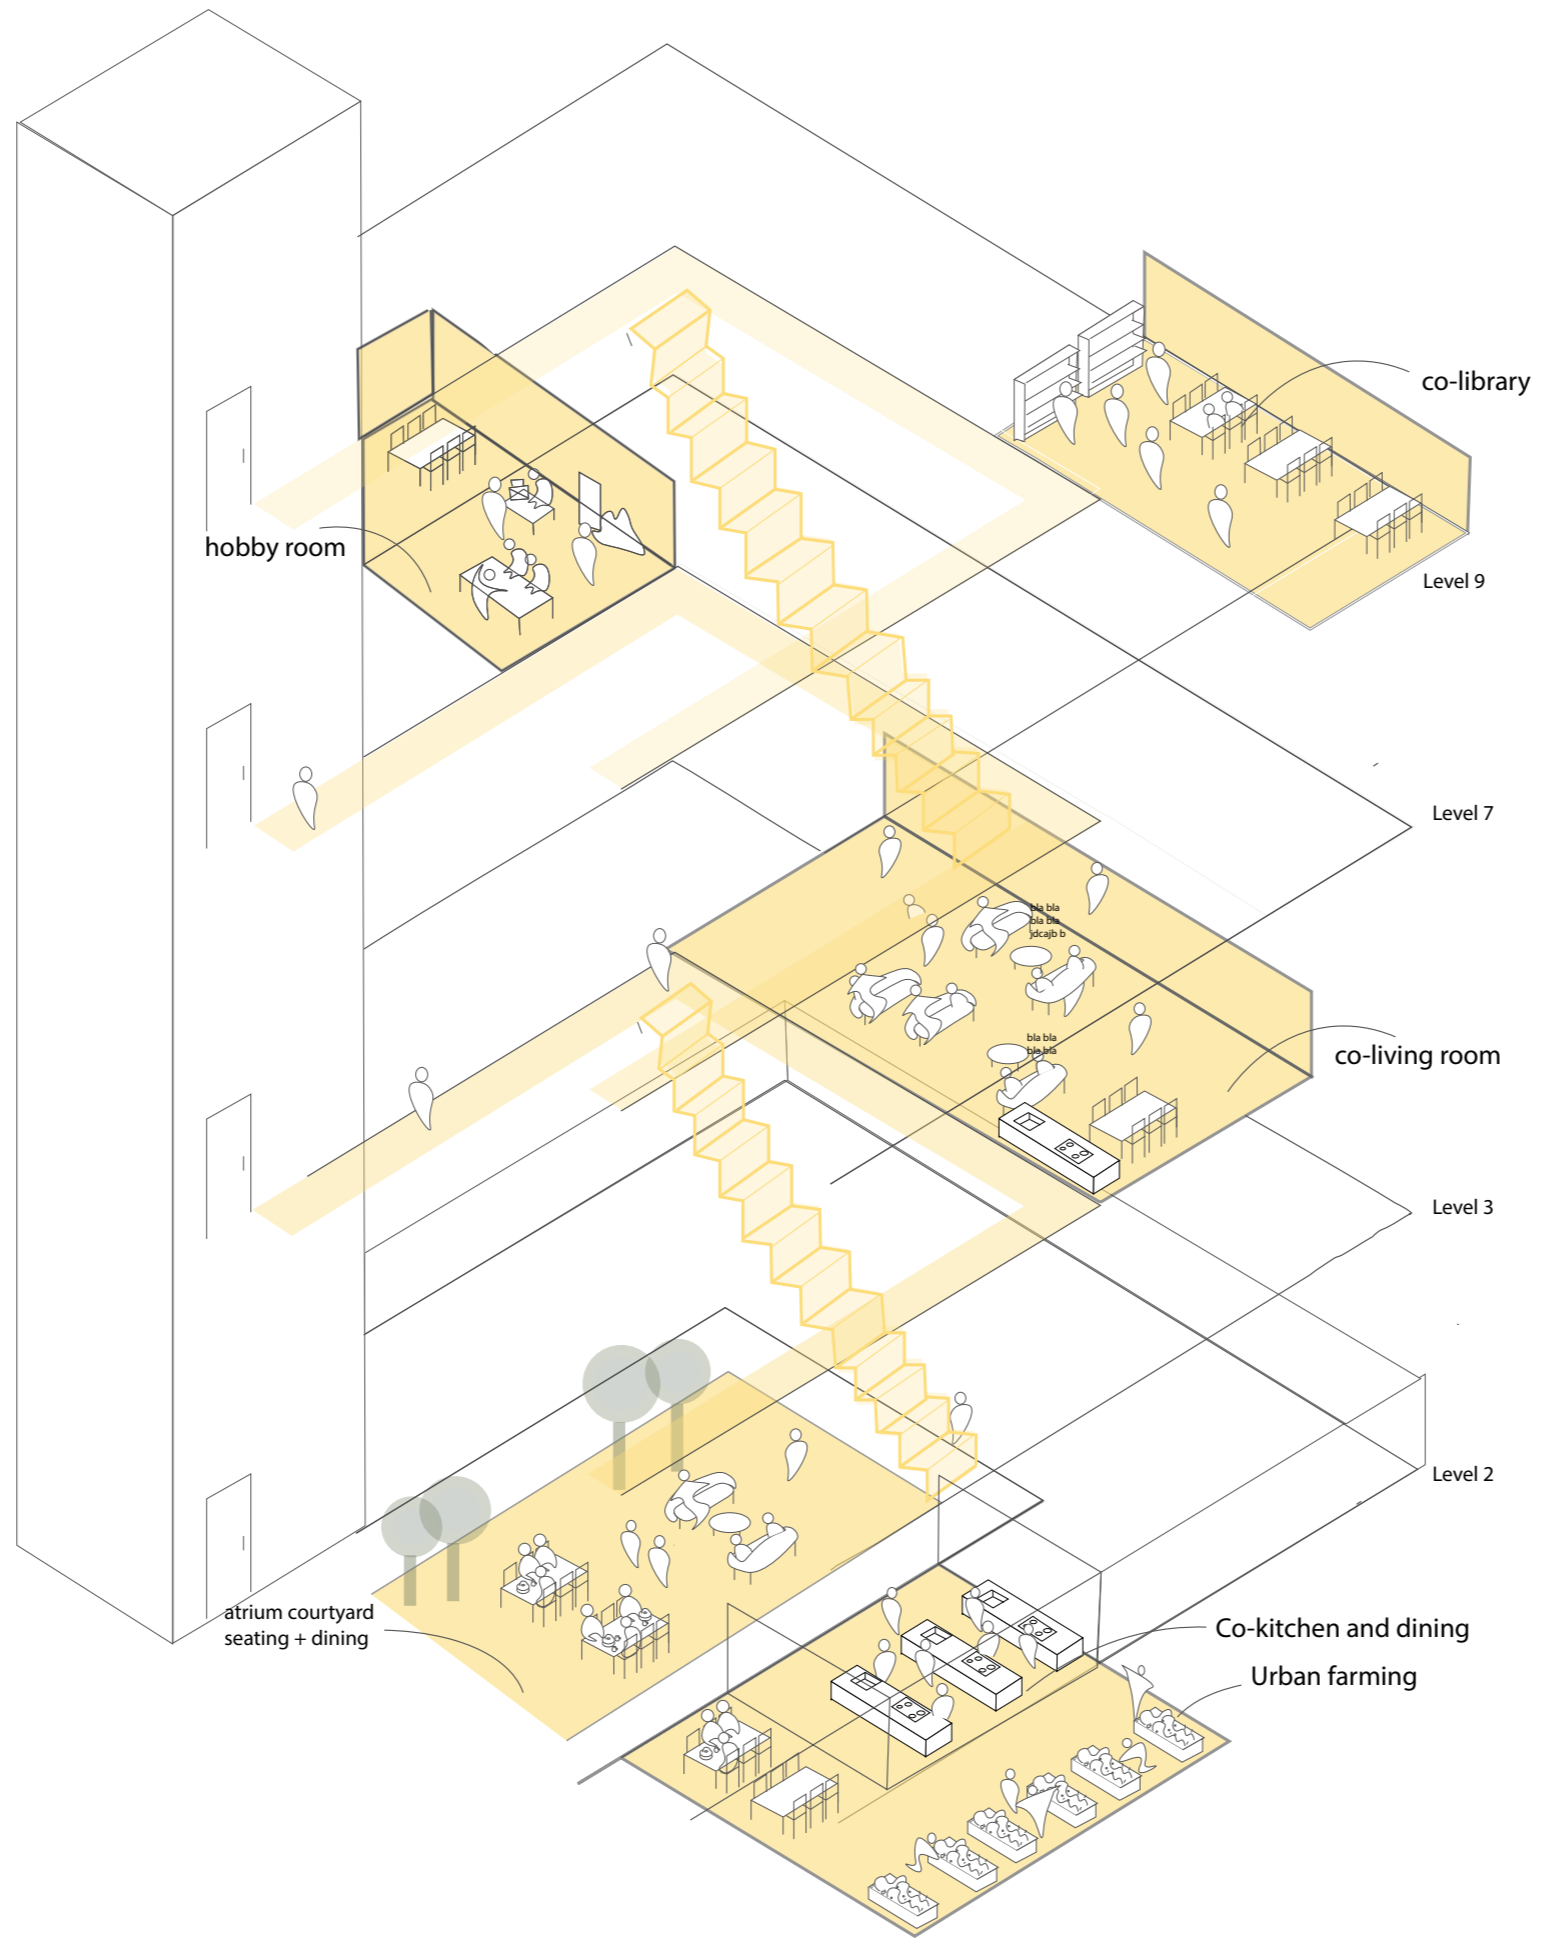 co-library
hobby room
Level 9
Level 7
bla bla
bla bla
jdcajb b
bla bla
bla bla
co-living room
Level 3
Level 2
atrium courtyard
seating + dining
Co-kitchen and dining
Urban farming